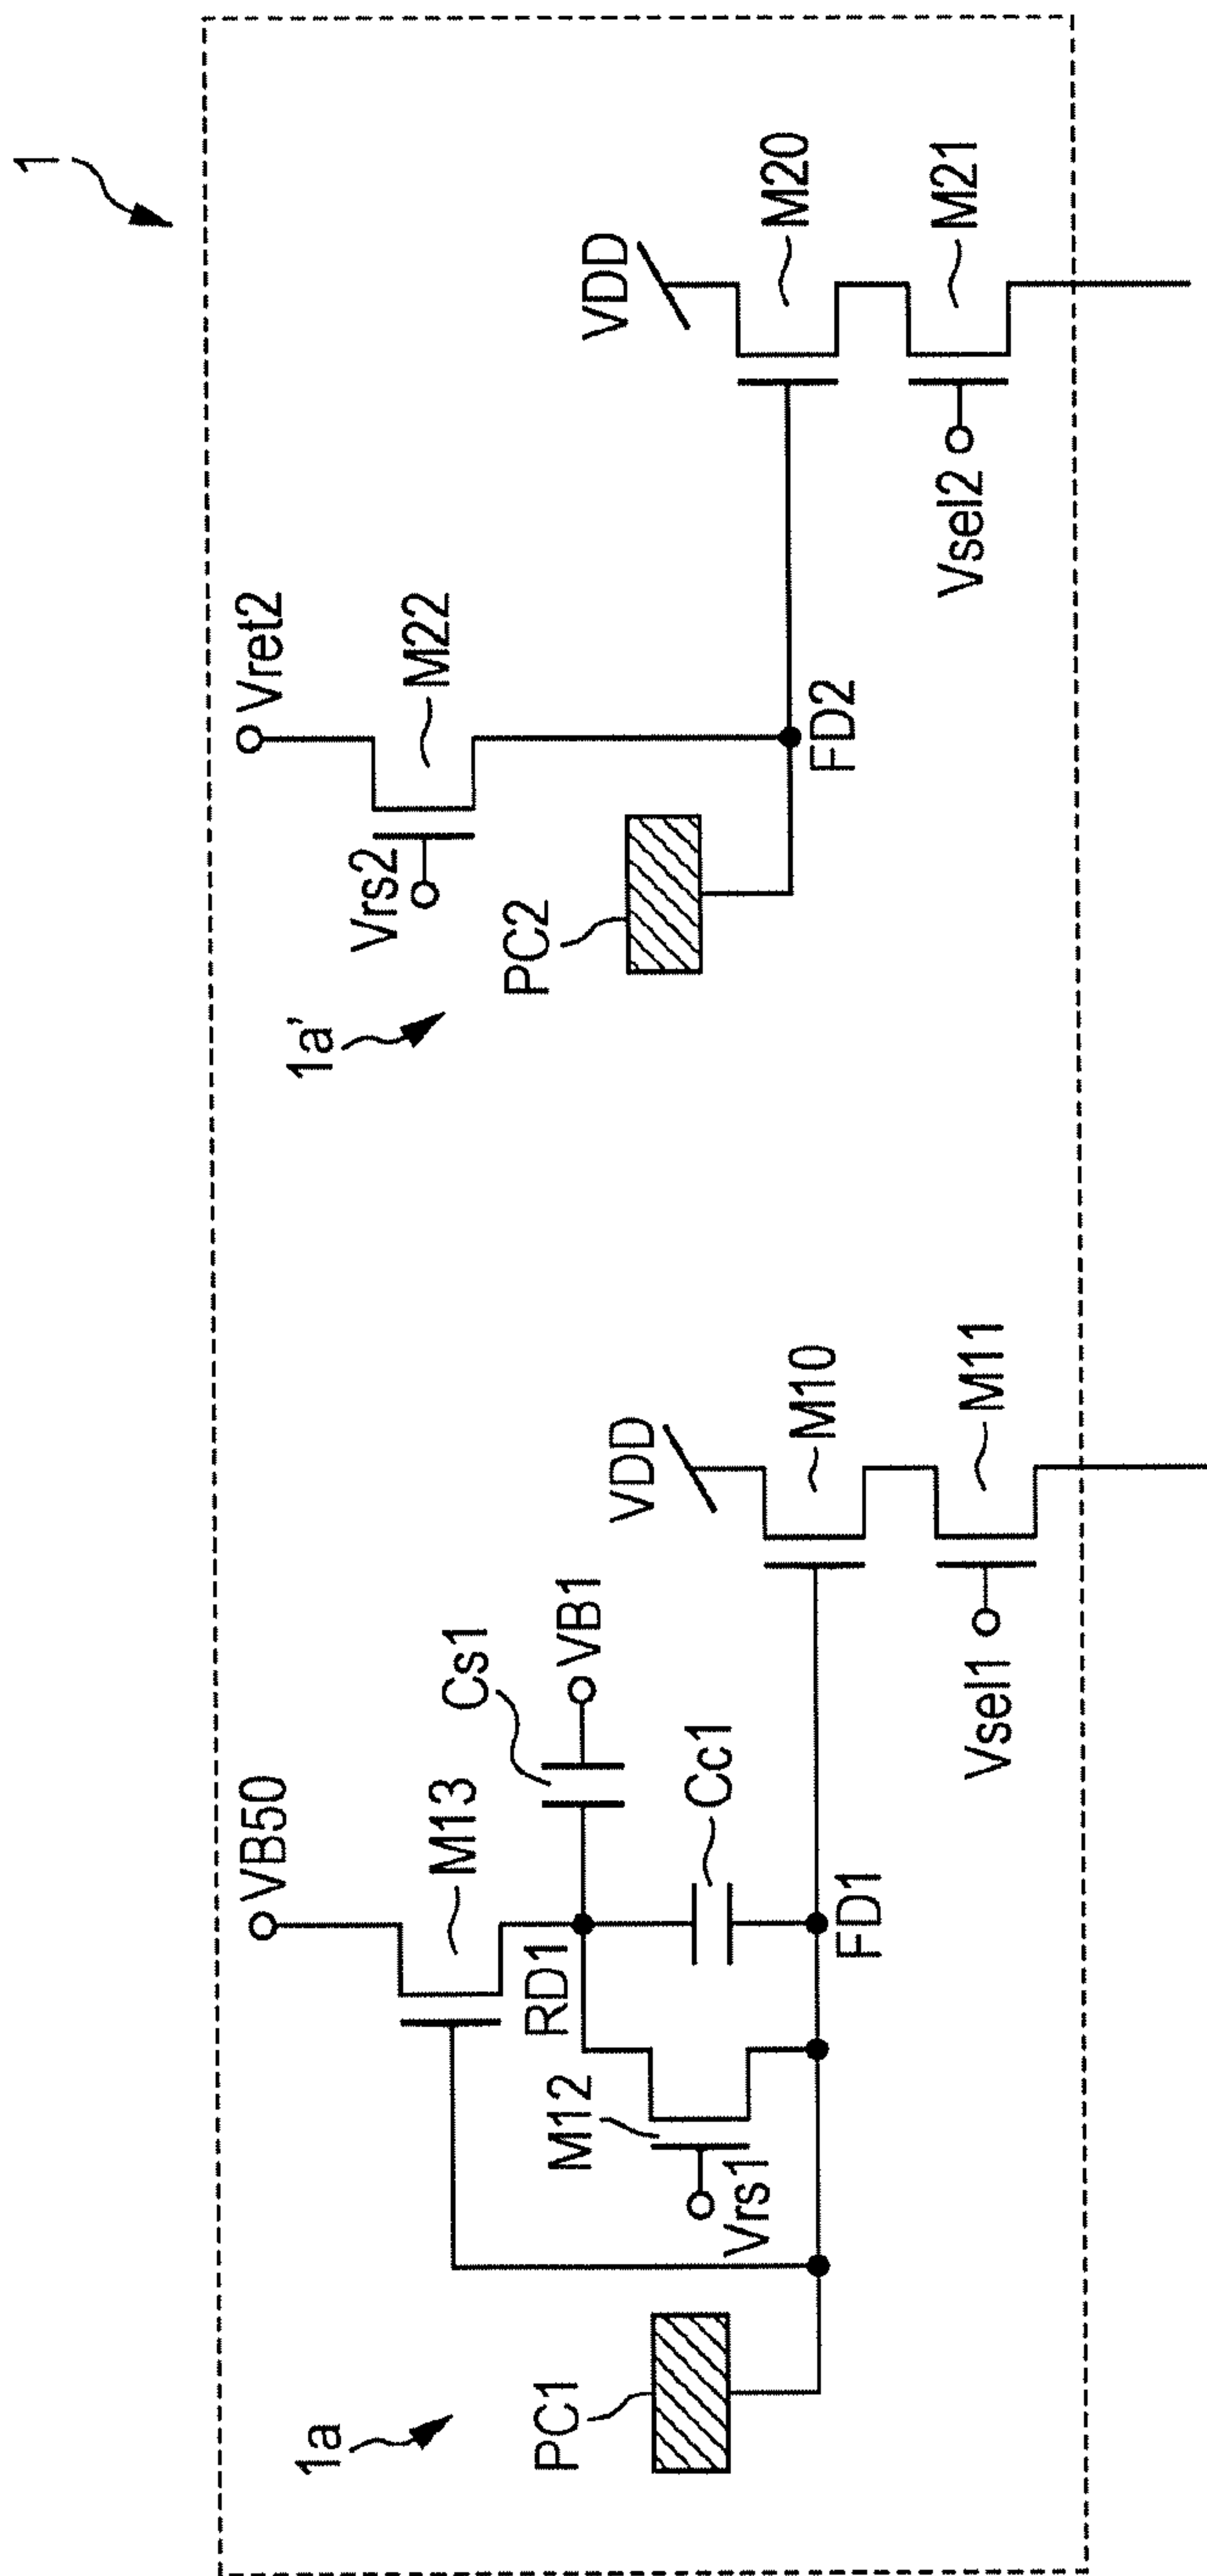 1
1a
VB50
M13
Cs1
RD1
VB1
M12
Vrs1
Cc1
PC1
FD1
VDD
M10
M11
Vsel1
1a'
Vret2
M22
Vrs2
PC2
FD2
VDD
M20
M21
Vsel2